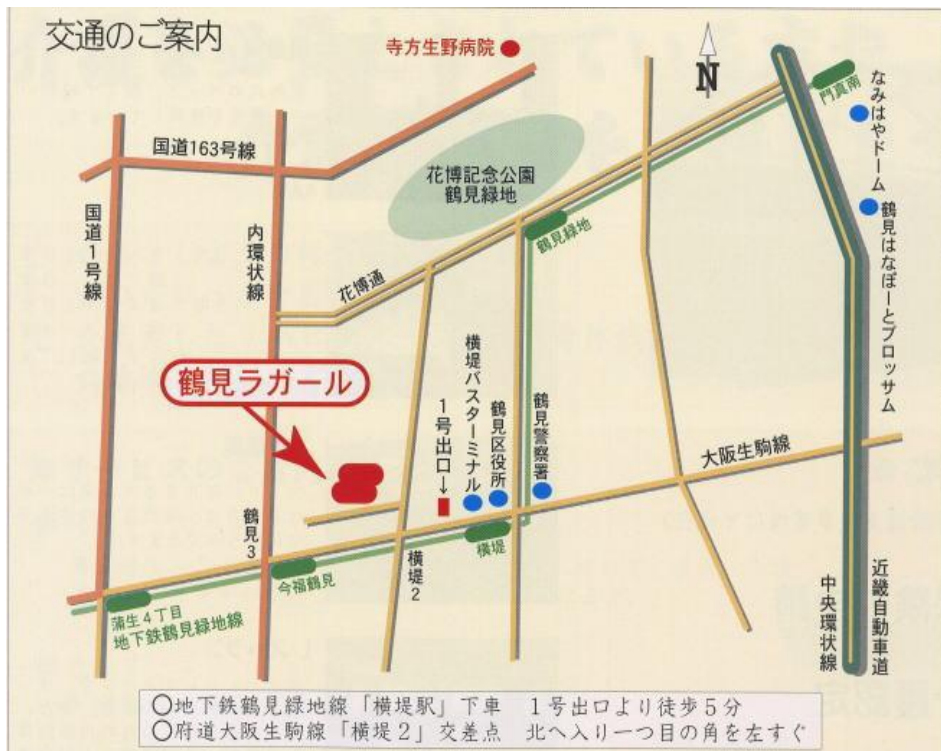 交通のご案内
寺方生野病院
N
門真南
なみはやドーム
国道163号線
花博記念公園
鶴見緑地
国道1号線
内環状線
鶴見緑地
鶴見はなぽーとブロッサム
花博通
鶴見ラガール
1号出口→
横堤バスターミナル
鶴見区役所
鶴見警察署
大阪生駒線
鶴見3
横堤
横堤2
今福鶴見
蒲生4丁目
地下鉄鶴見緑地線
中央環状線
近畿自動車道
○地下鉄鶴見緑地線「横堤駅」下車 1号出口より徒歩5分
○府道大阪生駒線「横堤2」交差点 北へ入り一つ目の角を左すぐ